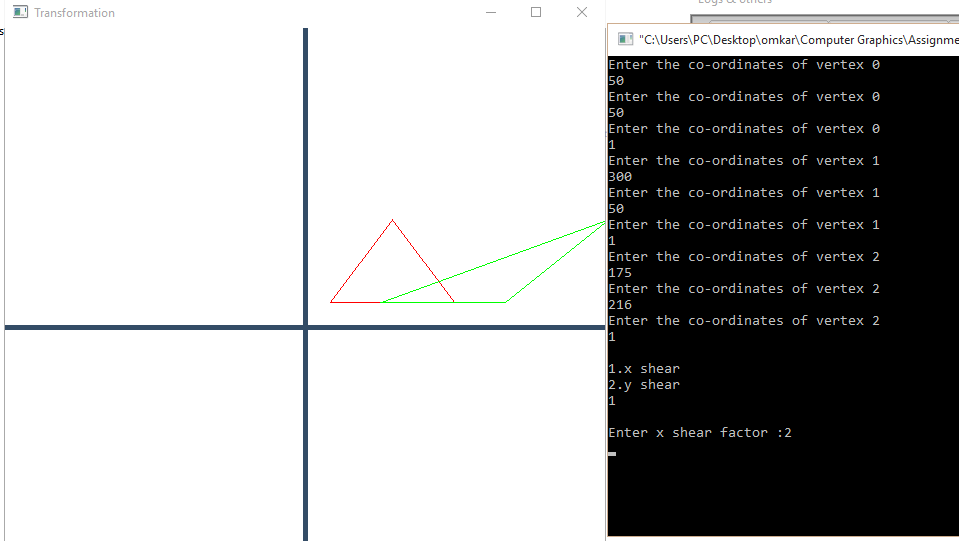 Logs & others
Transformation
"C:\Users\PC\Desktop\omkar\Computer Graphics\Assignme
s
Enter the co-ordinates of vertex 0
50
Enter the co-ordinates of vertex 0
50
Enter the co-ordinates of vertex 0
1
Enter the co-ordinates of vertex 1
300
Enter the co-ordinates of vertex 1
50
Enter the co-ordinates of vertex 1
1
Enter the co-ordinates of vertex 2
175
Enter the co-ordinates of vertex 2
216
Enter the co-ordinates of vertex 2
1
1.x shear
2.y shear
1
Enter x shear factor :2